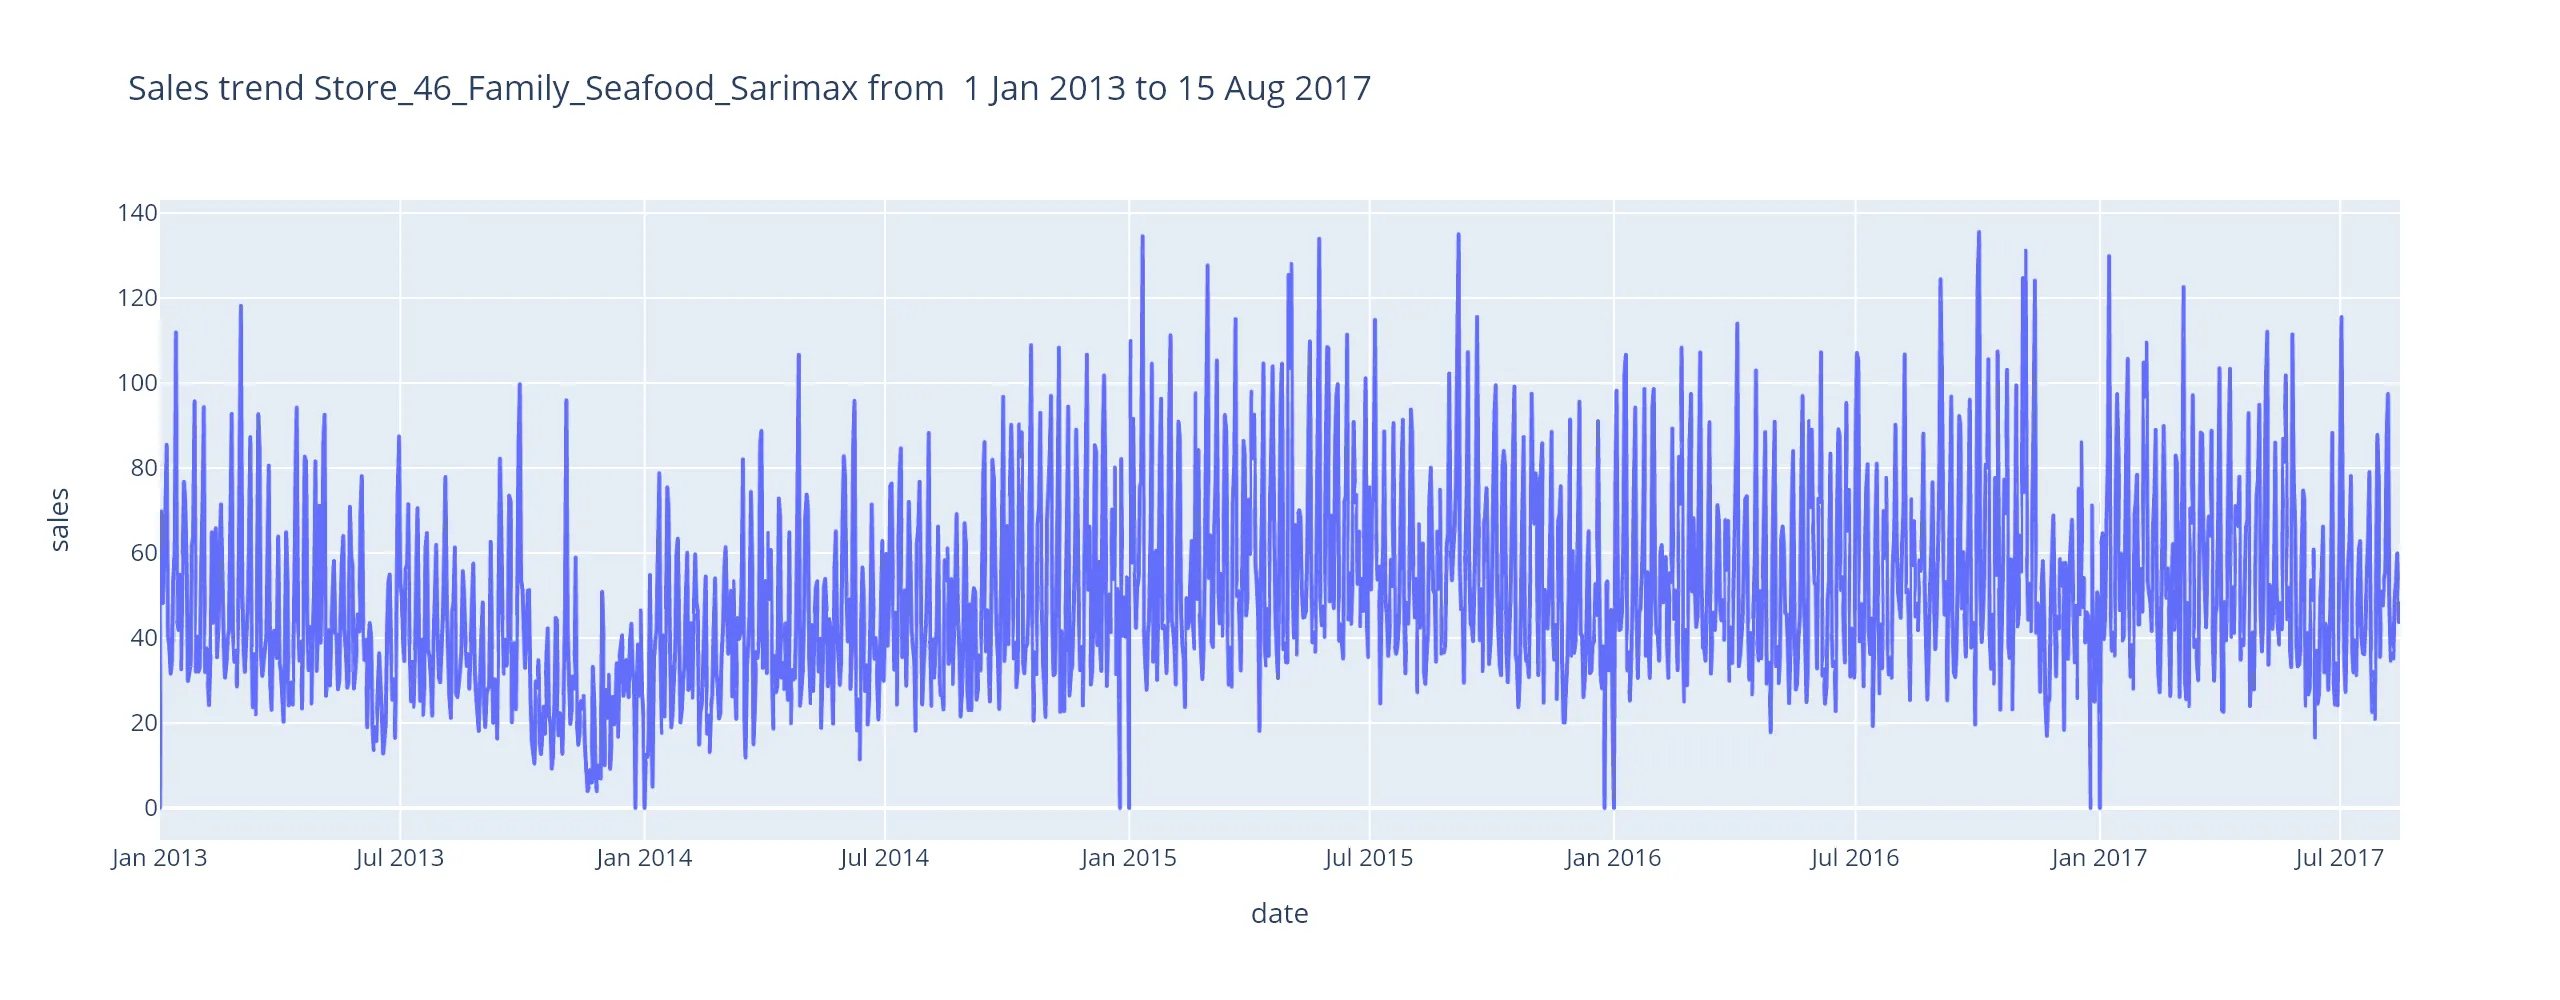 Sales trend Store_46_Family_Seafood_Sarimax from  1 Jan 2013 to 15 Aug 2017
140
120
100
80
60
40
20
0
sales
Jan 2013 Jul 2013 Jan 2014 Jul 2014 Jan 2015 Jul 2015 Jan 2016 Jul 2016 Jan 2017 Jul 2017
date